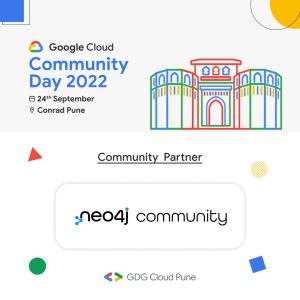 Google Cloud
Community
Day 2022
24th September
Conrad Pune
Community Partner
neo4j community
GDG Cloud Pune